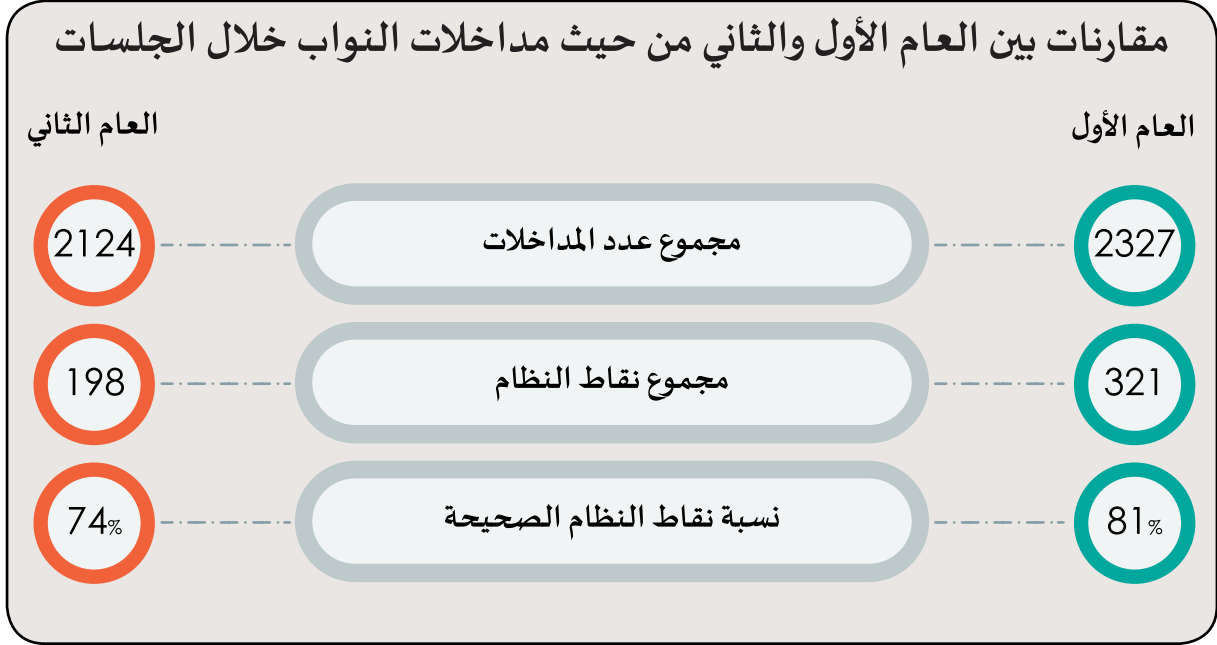 مقارنات بين العام الأول والثاني من حيث مداخلات النواب خلال الجلسات
العام الأول
العام الثاني
2327 مجموع عدد المداخلات 2124
321 مجموع نقاط النظام 198
81% نسبة نقاط النظام الصحيحة 74%